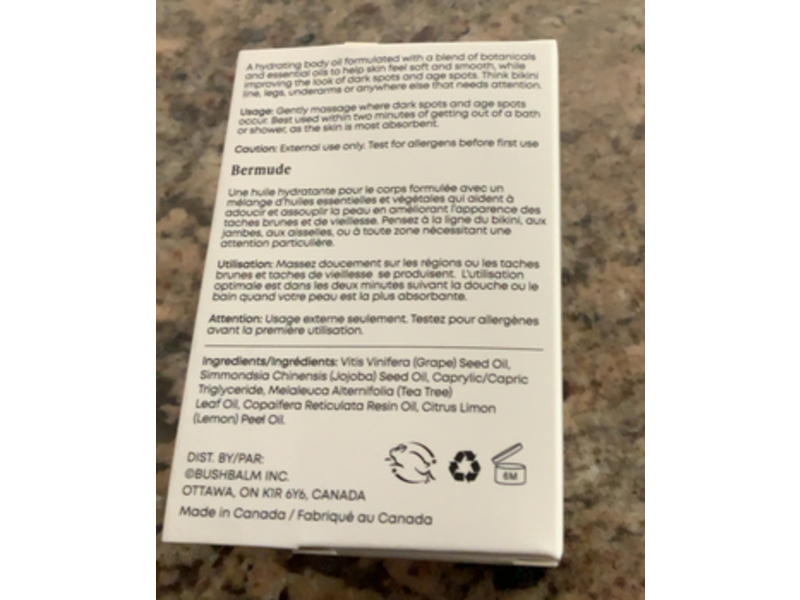 A hydrating body oil formulated with a blend of botanicals
and essential oils to help skin feel soft and smooth, while
improving the look of dark spots and age spots. Think bikini
line, legs, underarms or anywhere else that needs attention.
Usage: Gently massage where dark spots and age spots
occur. Best used within two minutes of getting out of a bath
or shower, as the skin is most absorbent.
Caution: External use only. Test for allergens before first use
Bermude
Une huile hydratante pour le corps formulée avec un
mélange d'huiles essentielles et végétales qui aident à
adoucir et assouplir la peau en améliorant l'apparence des
taches brunes et de vieillesse. Pensez à la ligne du bikini, aux
jambes, aux aisselles, ou à toute zone nécessitant une
attention particulière.
Utilisation: Massez doucement sur les régions ou les taches
brunes et taches de vieillesse se produisent. L'utilisation
optimale est dans les deux minutes suivant la douche ou le
bain quand votre peau est la plus absorbante.
Attention: Usage externe seulement. Testez pour allergènes
avant la première utilisation.
Ingredients/Ingrédients: Vitis Vinifera (Grape) Seed Oil,
Simmondsia Chinensis (Jojoba) Seed Oil, Caprylic/Capric
Triglyceride, Melaleuca Alternifolia (Tea Tree)
Leaf Oil, Copaifera Reticulata Resin Oil, Citrus Limon
(Lemon) Peel Oil.
DIST. BY/PAR:
©BUSHBALM INC.
OTTAWA, ON K1R 6Y6, CANADA
Made in Canada / Fabriqué au Canada
6M